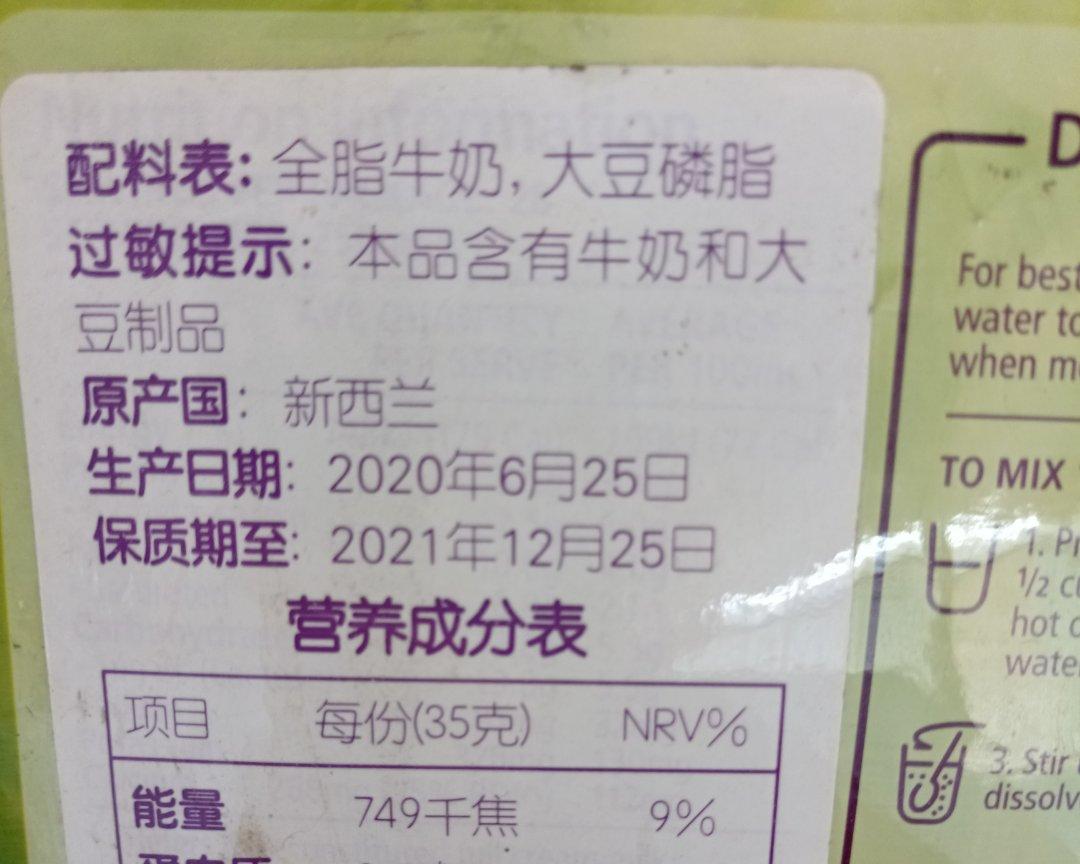 配料表: 全脂牛奶, 大豆磷脂
过敏提示: 本品含有牛奶和大
豆制品
原产国: 新西兰
生产日期: 2020年6月25日
保质期至: 2021年12月25日
营养成分表
项目 每份(35克) NRV%
能量 749千焦 9%
D
For best
water to
when m
TO MIX
1. Pr
1/2 c
hot
wate
3. Stir
dissolv